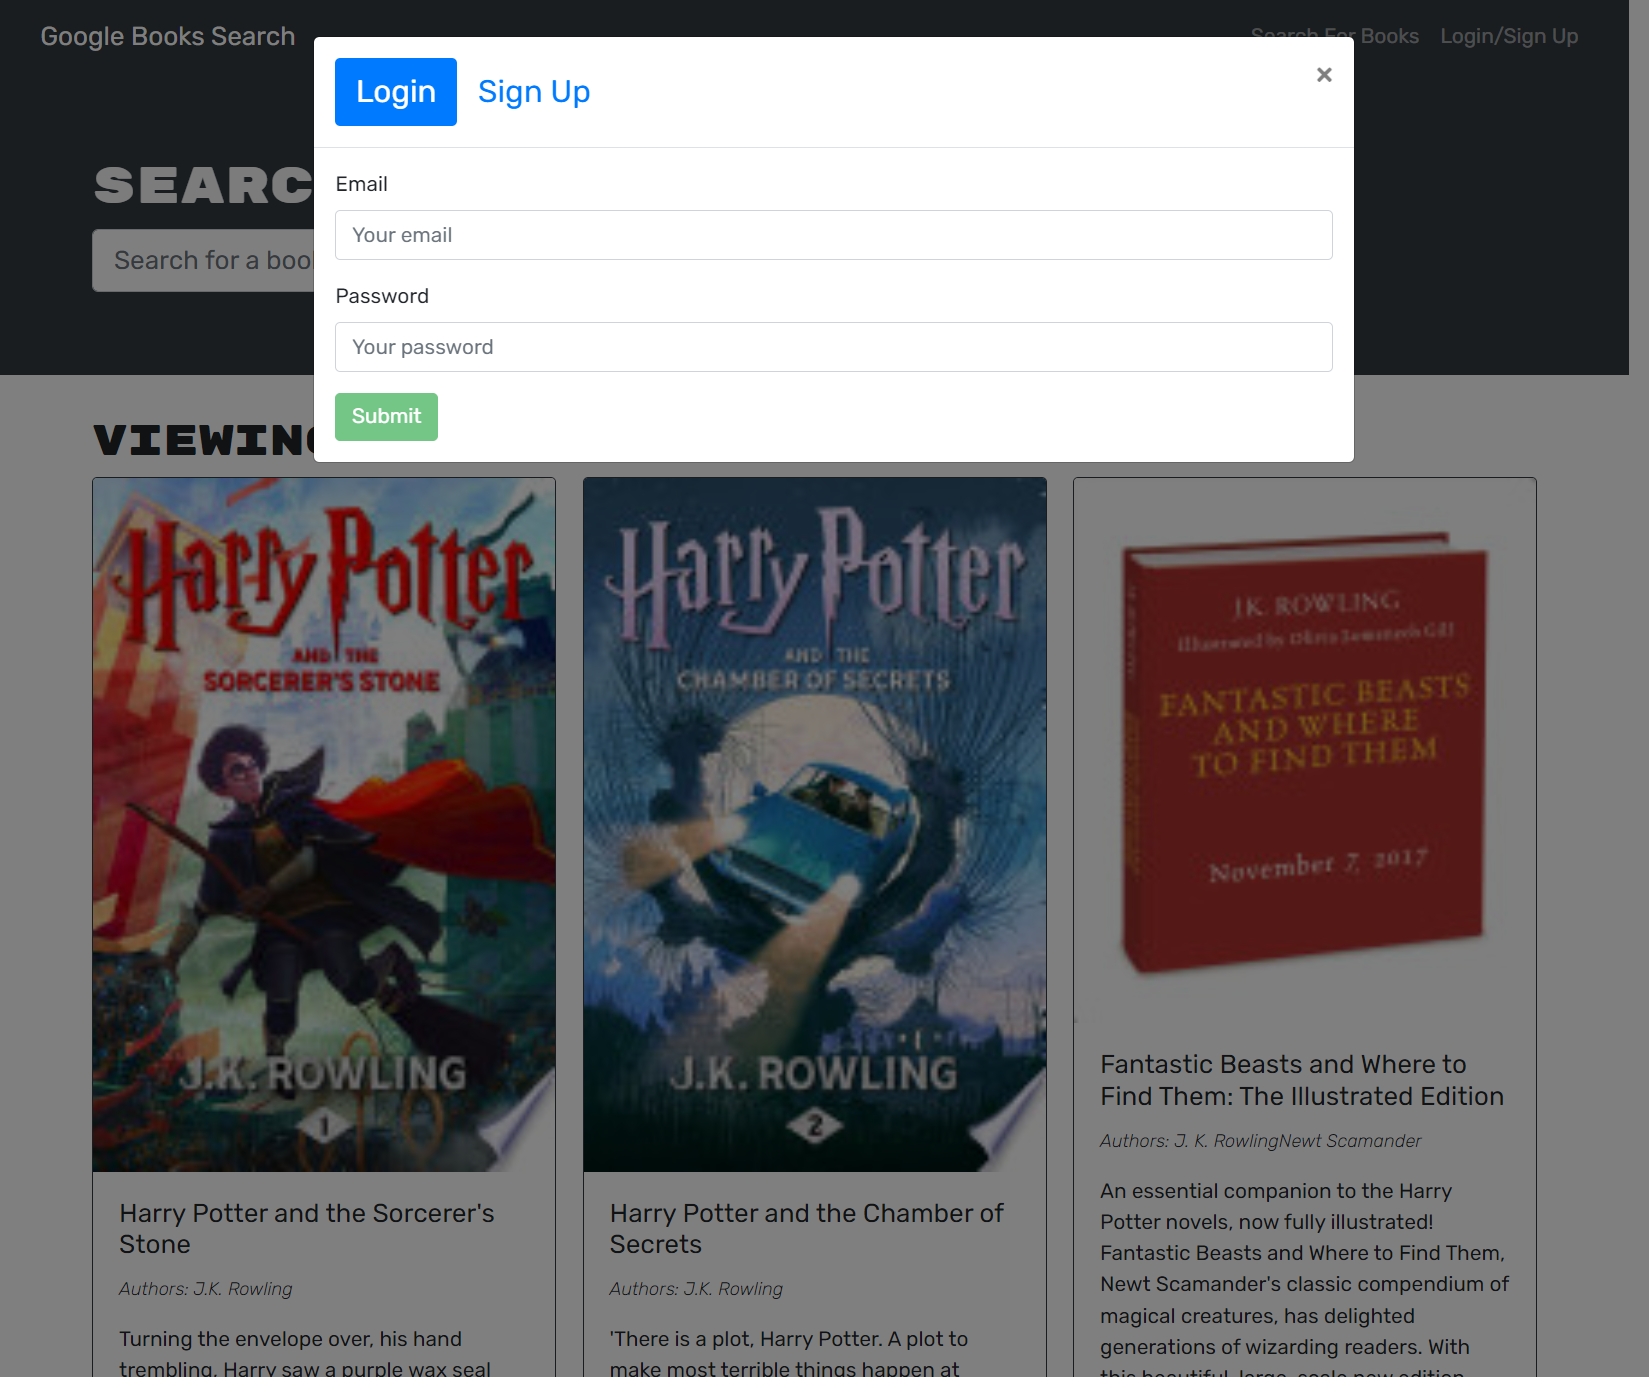 Google Books Search
Search For Books Login/Sign Up
Login Sign Up ×
SEARC
Email
Your email
Search for a boo
Password
Your password
Submit
VIEWING
Harry Potter
AND THE
SORCERER'S STONE
J.K. ROWLING
1
Harry Potter and the Sorcerer's
Stone
Authors: J.K. Rowling
Turning the envelope over, his hand
trembling, Harry saw a purple wax seal
Harry Potter
AND THE
CHAMBER OF SECRETS
J.K. ROWLING
2
Harry Potter and the Chamber of
Secrets
Authors: J.K. Rowling
'There is a plot, Harry Potter. A plot to
make most terrible things happen at
J.K. ROWLING
Illustrated by Olivia Lomenech Gill
FANTASTIC BEASTS
AND WHERE
TO FIND THEM
November 7, 2017
Fantastic Beasts and Where to
Find Them: The Illustrated Edition
Authors: J. K. RowlingNewt Scamander
An essential companion to the Harry
Potter novels, now fully illustrated!
Fantastic Beasts and Where to Find Them,
Newt Scamander's classic compendium of
magical creatures, has delighted
generations of wizarding readers. With
this beautiful, large-scale new edition